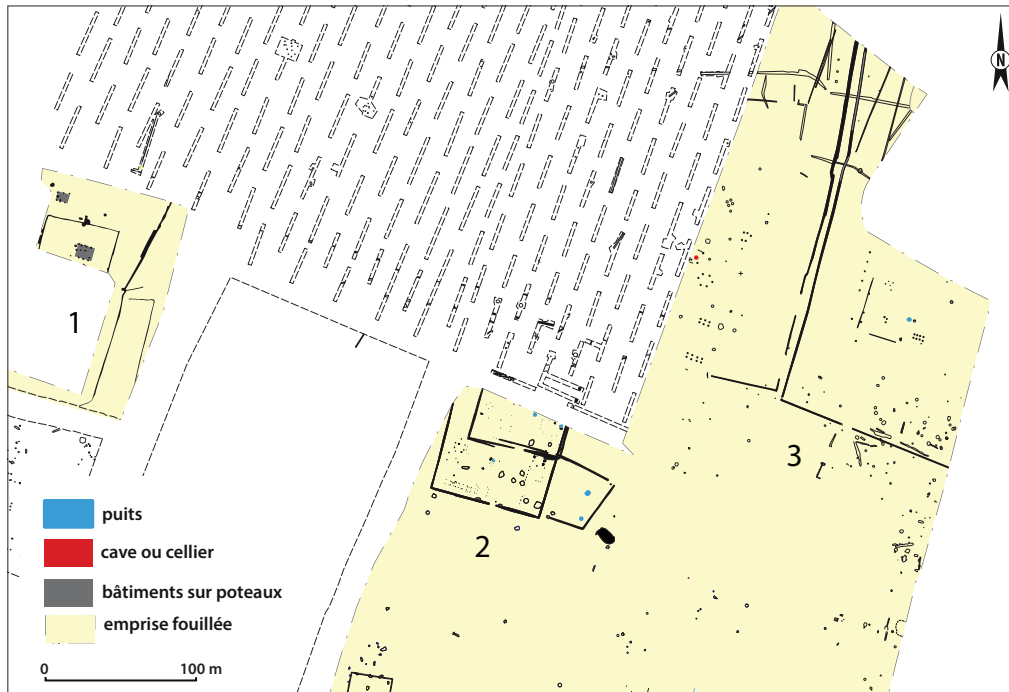 N
1
2
3
puits
cave ou cellier
bâtiments sur poteaux
emprise fouillée
0 100 m